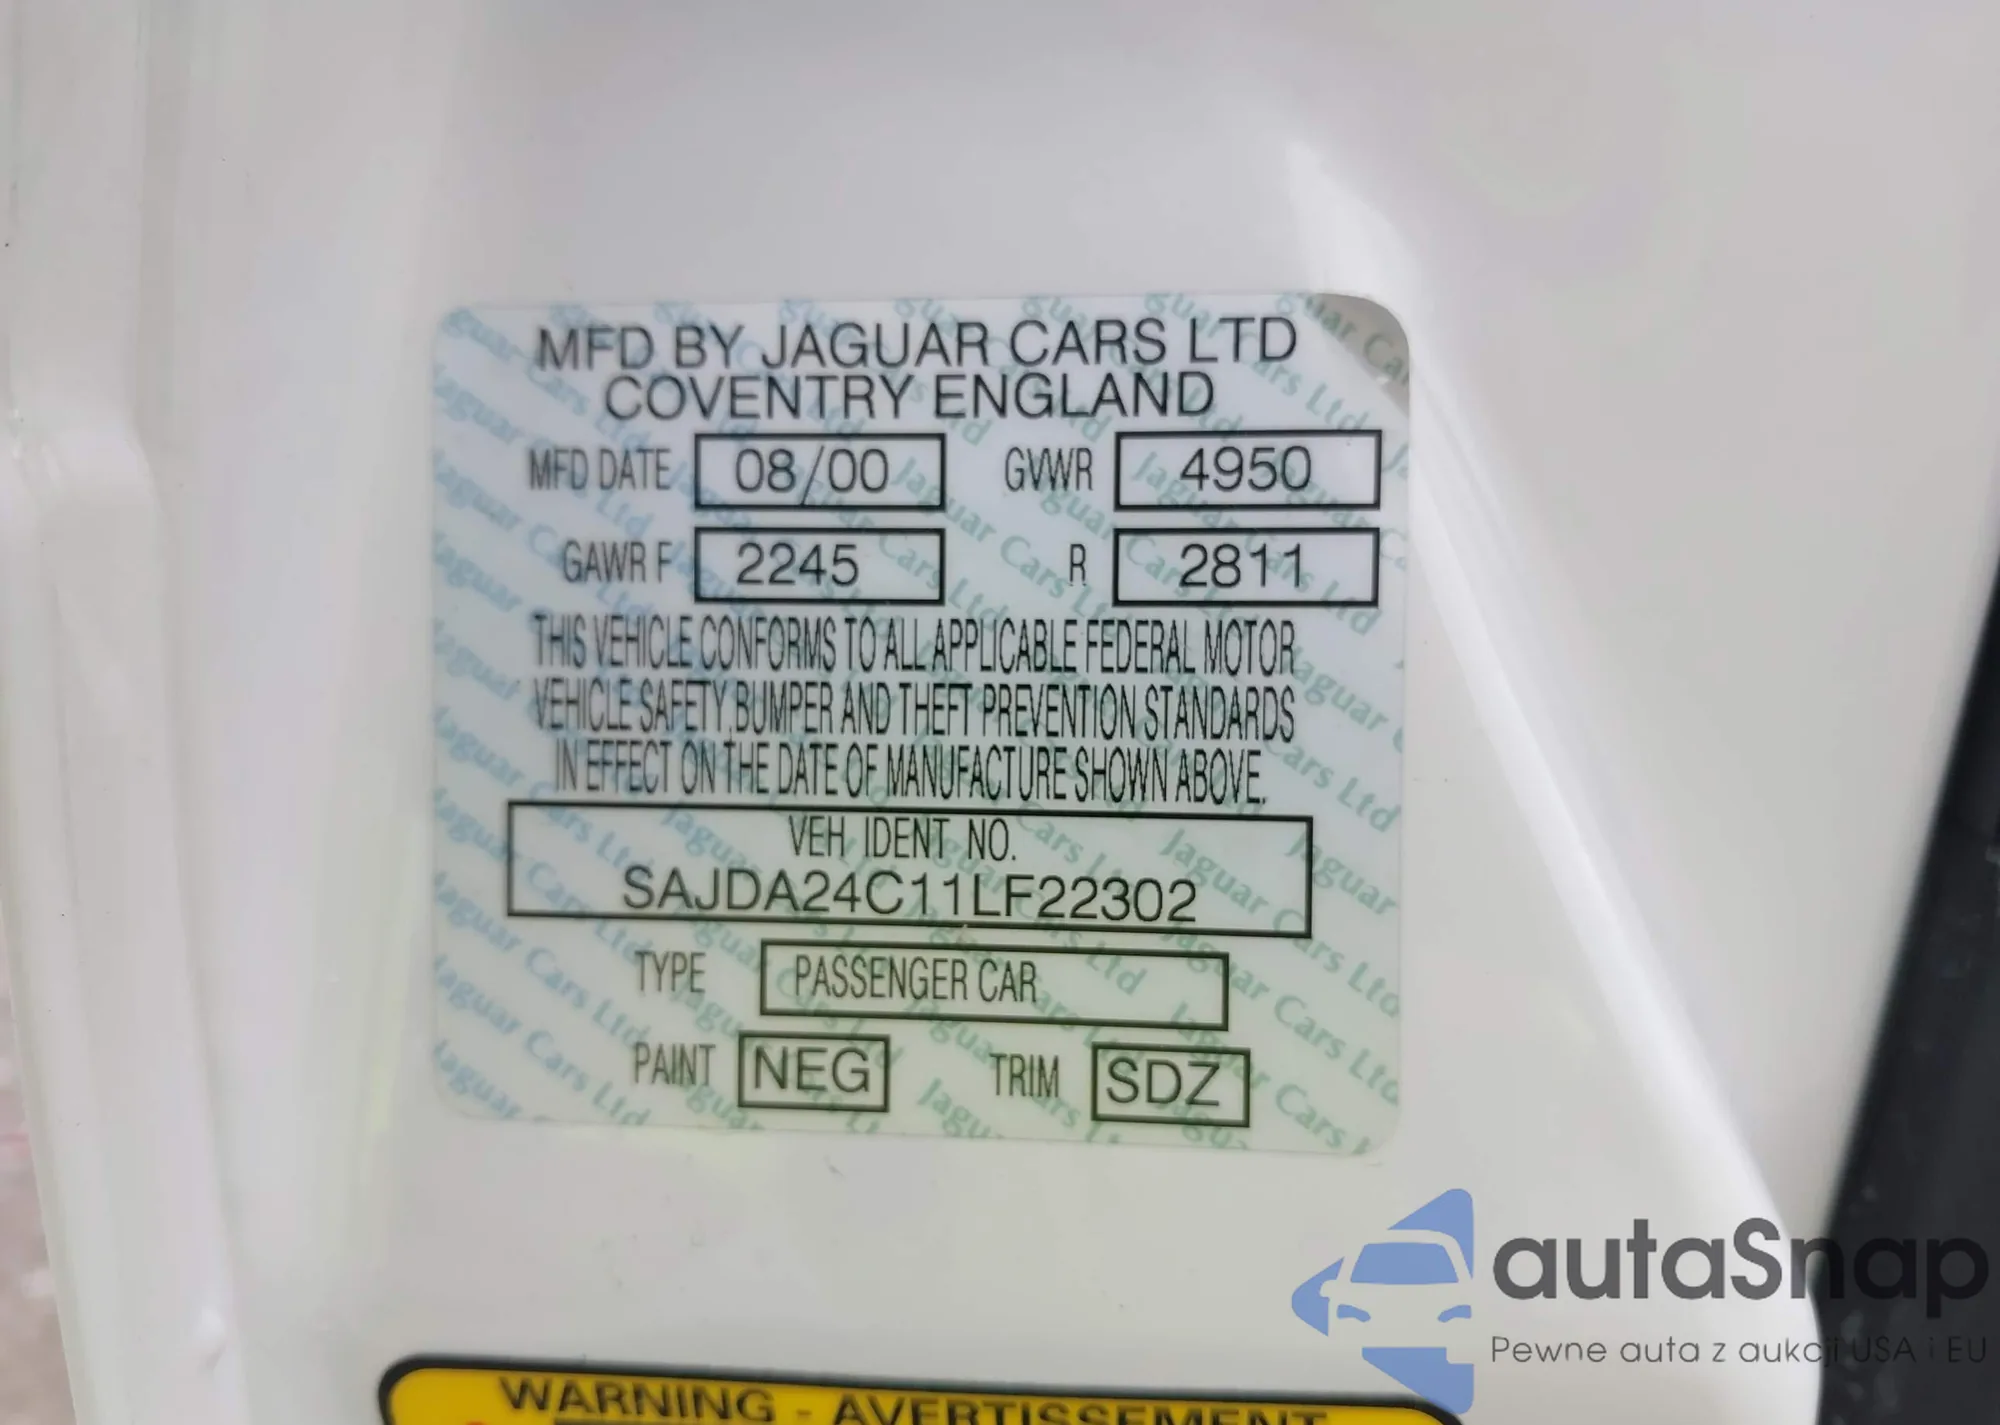 MFD BY JAGUAR CARS LTD
COVENTRY ENGLAND
MFD DATE 08/00 GVWR 4950
GAWR F 2245 R 2811
THIS VEHICLE CONFORMS TO ALL APPLICABLE FEDERAL MOTOR
VEHICLE SAFETY, BUMPER AND THEFT PREVENTION STANDARDS
IN EFFECT ON THE DATE OF MANUFACTURE SHOWN ABOVE.
VEH IDENT NO.
SAJDA24C11LF22302
TYPE PASSENGER CAR
PAINT NEG TRIM SDZ
autaSnap
Pewne auta z aukcji USA i EU
WARNING - AVERTISSEMENT